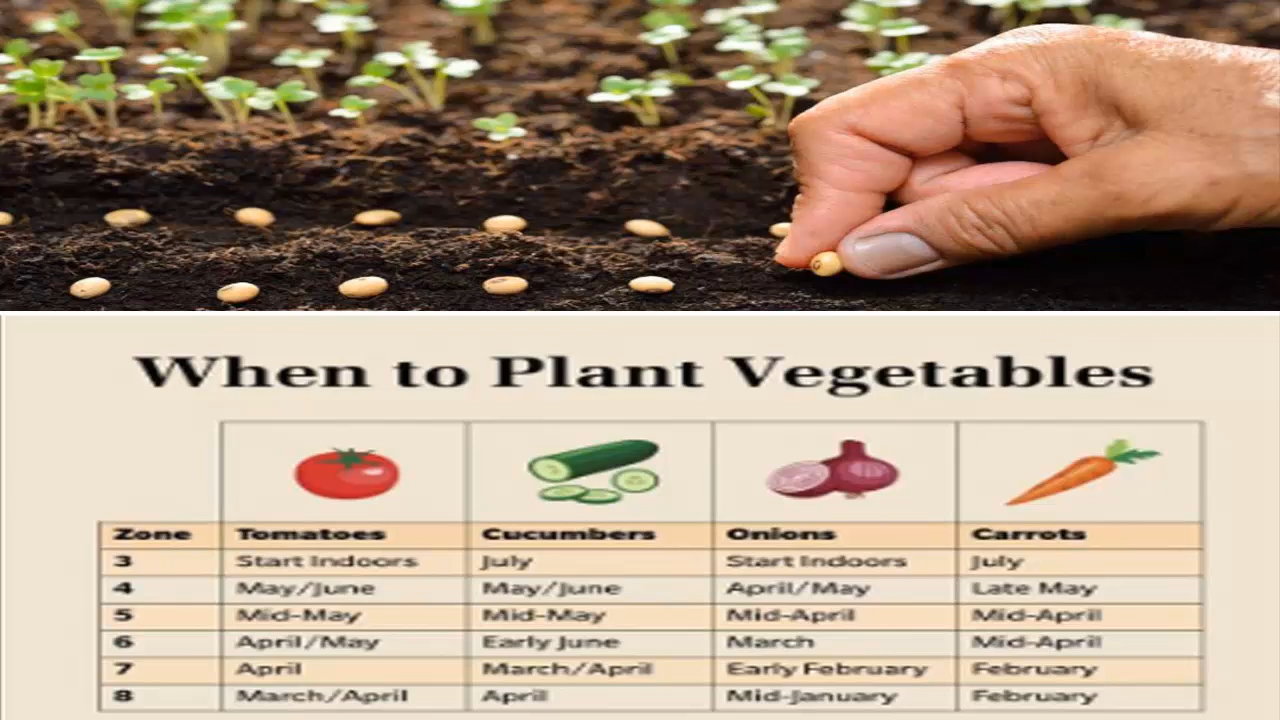 When to Plant Vegetables
Zone Tomatoes Cucumbers Onions Carrots
3 Start Indoors July Start Indoors July
4 May/June May/June April/May Late May
5 Mid-May Mid-May Mid-April Mid-April
6 April/May Early June March Mid-April
7 April March/April Early February February
8 March/April April Mid-January February